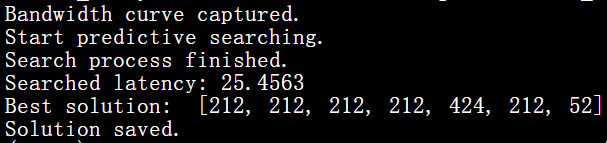 Bandwidth curve captured.
Start predictive searching.
Search process finished.
Searched latency: 25.4563
Best solution:  [212, 212, 212, 212, 424, 212, 52]
Solution saved.